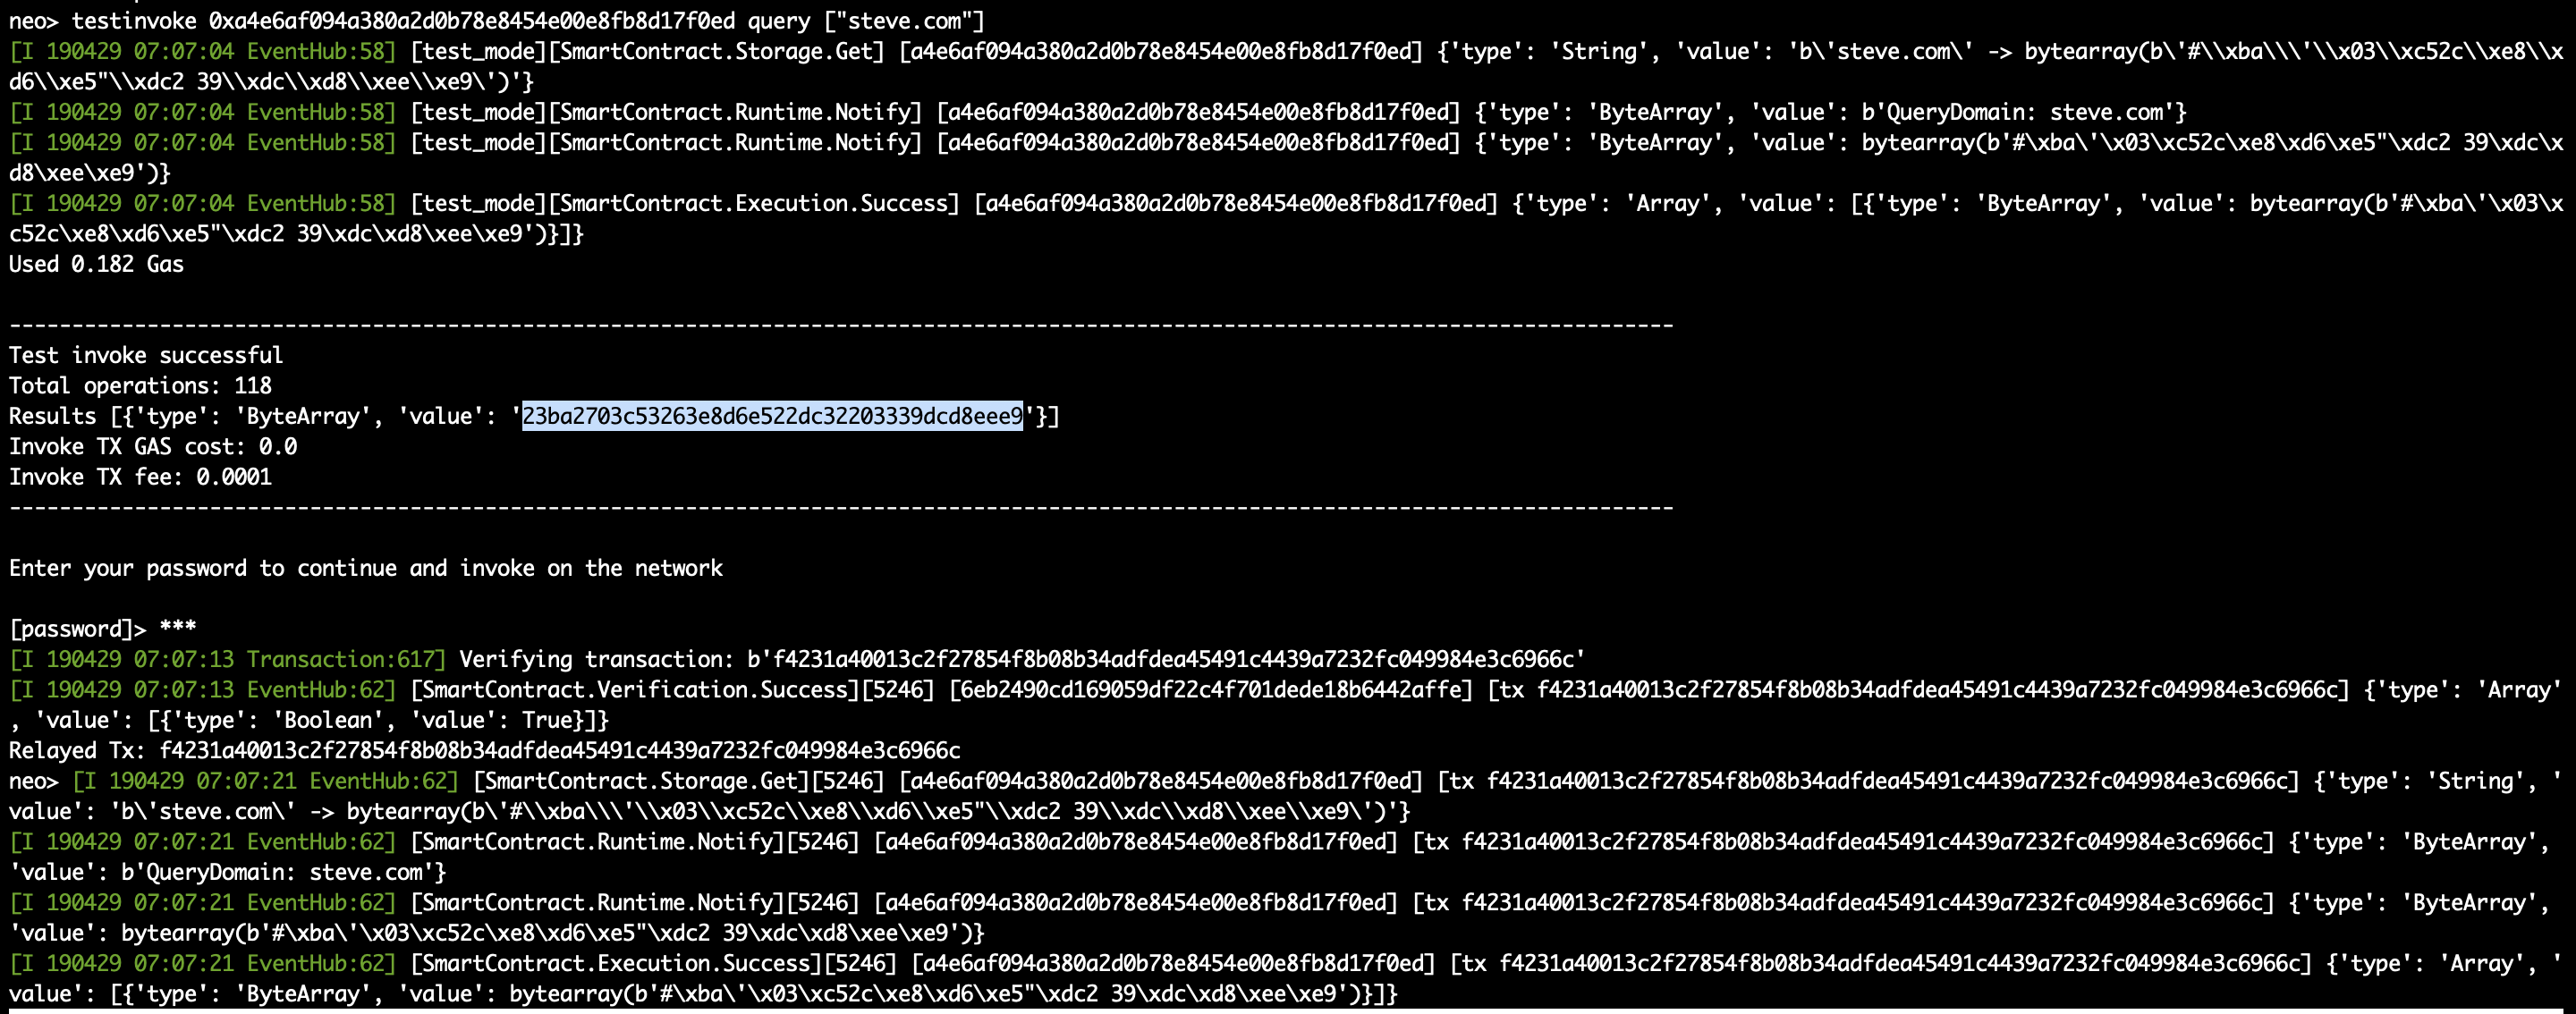 neo> testinvoke 0xa4e6af094a380a2d0b78e8454e00e8fb8d17f0ed query ["steve.com"]
[I 190429 07:07:04 EventHub:58] [test_mode][SmartContract.Storage.Get] [a4e6af094a380a2d0b78e8454e00e8fb8d17f0ed] {'type': 'String', 'value': 'b\'steve.com\' -> bytearray(b\'#\\xba\\\'\\x03\\xc52c\\xe8\\x
d6\\xe5"\\xdc2 39\\xdc\\xd8\\xee\\xe9\')'}
[I 190429 07:07:04 EventHub:58] [test_mode][SmartContract.Runtime.Notify] [a4e6af094a380a2d0b78e8454e00e8fb8d17f0ed] {'type': 'ByteArray', 'value': b'QueryDomain: steve.com'}
[I 190429 07:07:04 EventHub:58] [test_mode][SmartContract.Runtime.Notify] [a4e6af094a380a2d0b78e8454e00e8fb8d17f0ed] {'type': 'ByteArray', 'value': bytearray(b'#\xba\'\x03\xc52c\xe8\xd6\xe5"\xdc2 39\xdc\x
d8\xee\xe9')}
[I 190429 07:07:04 EventHub:58] [test_mode][SmartContract.Execution.Success] [a4e6af094a380a2d0b78e8454e00e8fb8d17f0ed] {'type': 'Array', 'value': [{'type': 'ByteArray', 'value': bytearray(b'#\xba\'\x03\x
c52c\xe8\xd6\xe5"\xdc2 39\xdc\xd8\xee\xe9')}]}
Used 0.182 Gas
-------------------------------------------------------------------------------------------------------------------------------------
Test invoke successful
Total operations: 118
Results [{'type': 'ByteArray', 'value': '23ba2703c53263e8d6e522dc32203339dcd8eee9'}]
Invoke TX GAS cost: 0.0
Invoke TX fee: 0.0001
-------------------------------------------------------------------------------------------------------------------------------------
Enter your password to continue and invoke on the network
[password]> ***
[I 190429 07:07:13 Transaction:617] Verifying transaction: b'f4231a40013c2f27854f8b08b34adfdea45491c4439a7232fc049984e3c6966c'
[I 190429 07:07:13 EventHub:62] [SmartContract.Verification.Success][5246] [6eb2490cd169059df22c4f701dede18b6442affe] [tx f4231a40013c2f27854f8b08b34adfdea45491c4439a7232fc049984e3c6966c] {'type': 'Array'
, 'value': [{'type': 'Boolean', 'value': True}]}
Relayed Tx: f4231a40013c2f27854f8b08b34adfdea45491c4439a7232fc049984e3c6966c
neo> [I 190429 07:07:21 EventHub:62] [SmartContract.Storage.Get][5246] [a4e6af094a380a2d0b78e8454e00e8fb8d17f0ed] [tx f4231a40013c2f27854f8b08b34adfdea45491c4439a7232fc049984e3c6966c] {'type': 'String', '
value': 'b\'steve.com\' -> bytearray(b\'#\\xba\\\'\\x03\\xc52c\\xe8\\xd6\\xe5"\\xdc2 39\\xdc\\xd8\\xee\\xe9\')'}
[I 190429 07:07:21 EventHub:62] [SmartContract.Runtime.Notify][5246] [a4e6af094a380a2d0b78e8454e00e8fb8d17f0ed] [tx f4231a40013c2f27854f8b08b34adfdea45491c4439a7232fc049984e3c6966c] {'type': 'ByteArray',
'value': b'QueryDomain: steve.com'}
[I 190429 07:07:21 EventHub:62] [SmartContract.Runtime.Notify][5246] [a4e6af094a380a2d0b78e8454e00e8fb8d17f0ed] [tx f4231a40013c2f27854f8b08b34adfdea45491c4439a7232fc049984e3c6966c] {'type': 'ByteArray',
'value': bytearray(b'#\xba\'\x03\xc52c\xe8\xd6\xe5"\xdc2 39\xdc\xd8\xee\xe9')}
[I 190429 07:07:21 EventHub:62] [SmartContract.Execution.Success][5246] [a4e6af094a380a2d0b78e8454e00e8fb8d17f0ed] [tx f4231a40013c2f27854f8b08b34adfdea45491c4439a7232fc049984e3c6966c] {'type': 'Array', '
value': [{'type': 'ByteArray', 'value': bytearray(b'#\xba\'\x03\xc52c\xe8\xd6\xe5"\xdc2 39\xdc\xd8\xee\xe9')}]}